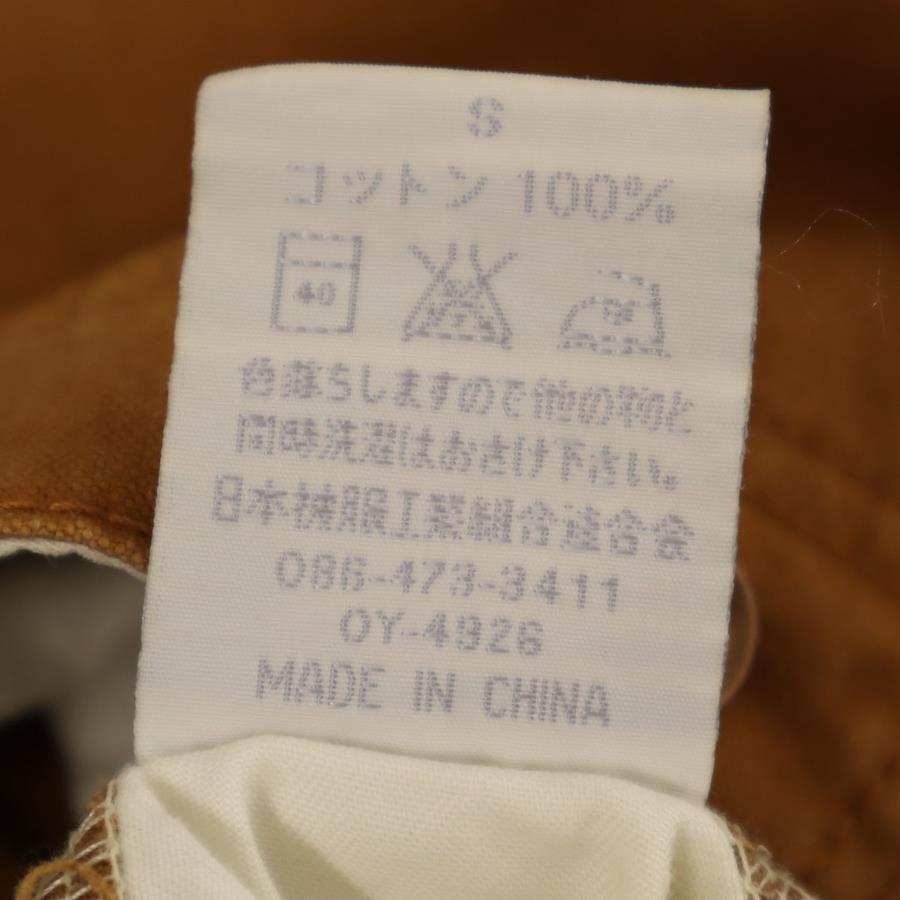 S
コットン 100%
40
色落ちしますので他の物と
同時洗濯はおさけ下さい。
日本被服工業組合連合会
086-473-3411
OY-4926
MADE IN CHINA